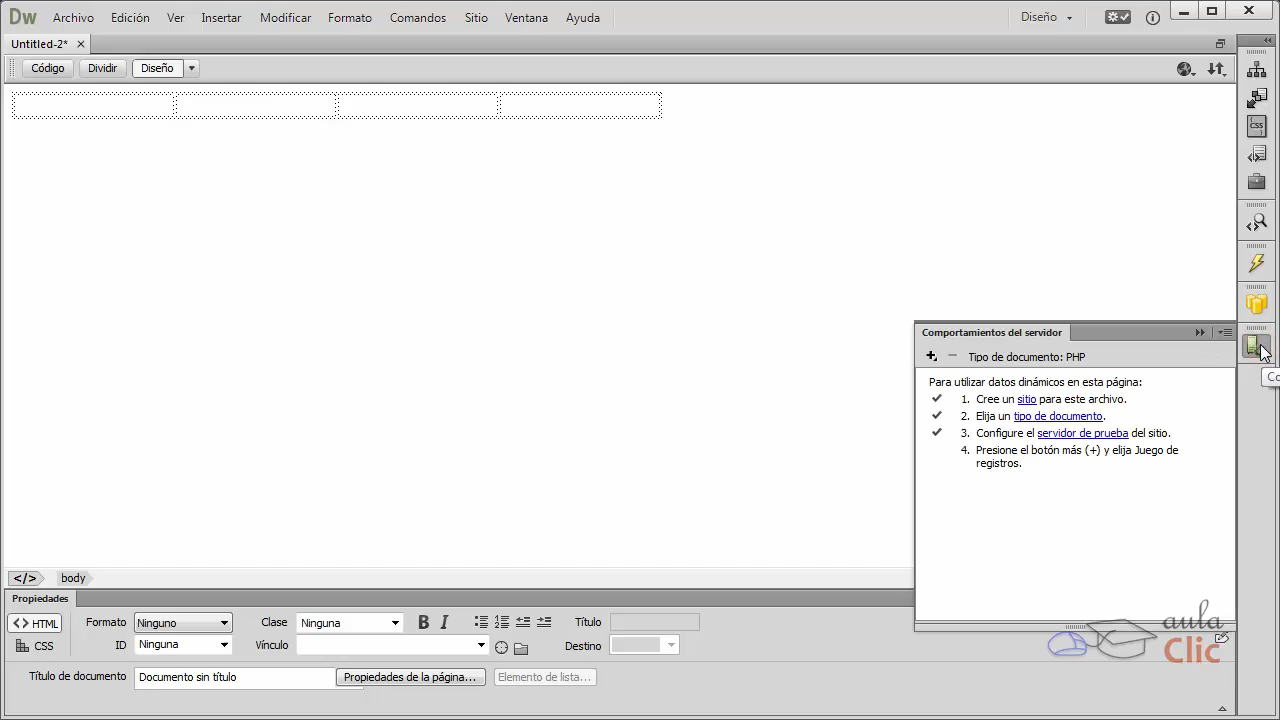 Dw Archivo Edición Ver Insertar Modificar Formato Comandos Sitio Ventana Ayuda Diseño
Untitled-2*
Código Dividir Diseño
CSS
Comportamientos del servidor
Tipo de documento: PHP
Co
Para utilizar datos dinámicos en esta página:
1. Cree un sitio para este archivo.
2. Elija un tipo de documento.
3. Configure el servidor de prueba del sitio.
4. Presione el botón más (+) y elija Juego de
registros.
</> body
Propiedades
<> HTML Formato Ninguno Clase Ninguna B I Título
CSS ID Ninguna Vínculo Destino
Título de documento Documento sin título Propiedades de la página... Elemento de lista...
aula
Clic